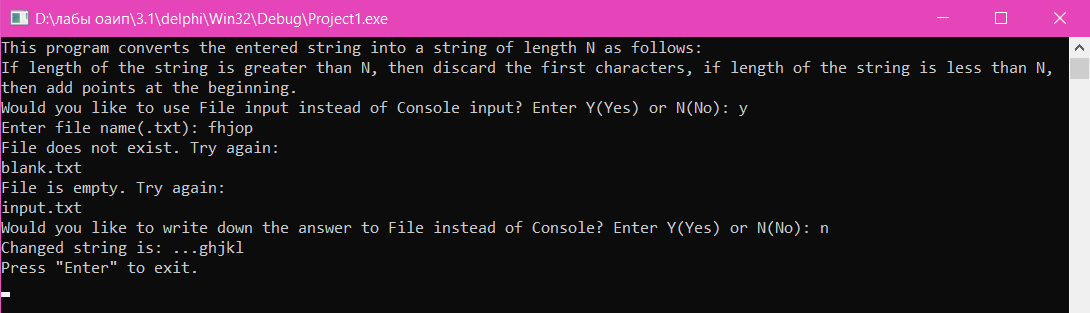 D:\лабы оаип\3.1\delphi\Win32\Debug\Project1.exe
This program converts the entered string into a string of length N as follows:
If length of the string is greater than N, then discard the first characters, if length of the string is less than N,
then add points at the beginning.
Would you like to use File input instead of Console input? Enter Y(Yes) or N(No): y
Enter file name(.txt): fhjop
File does not exist. Try again:
blank.txt
File is empty. Try again:
input.txt
Would you like to write down the answer to File instead of Console? Enter Y(Yes) or N(No): n
Changed string is: ...ghjkl
Press "Enter" to exit.